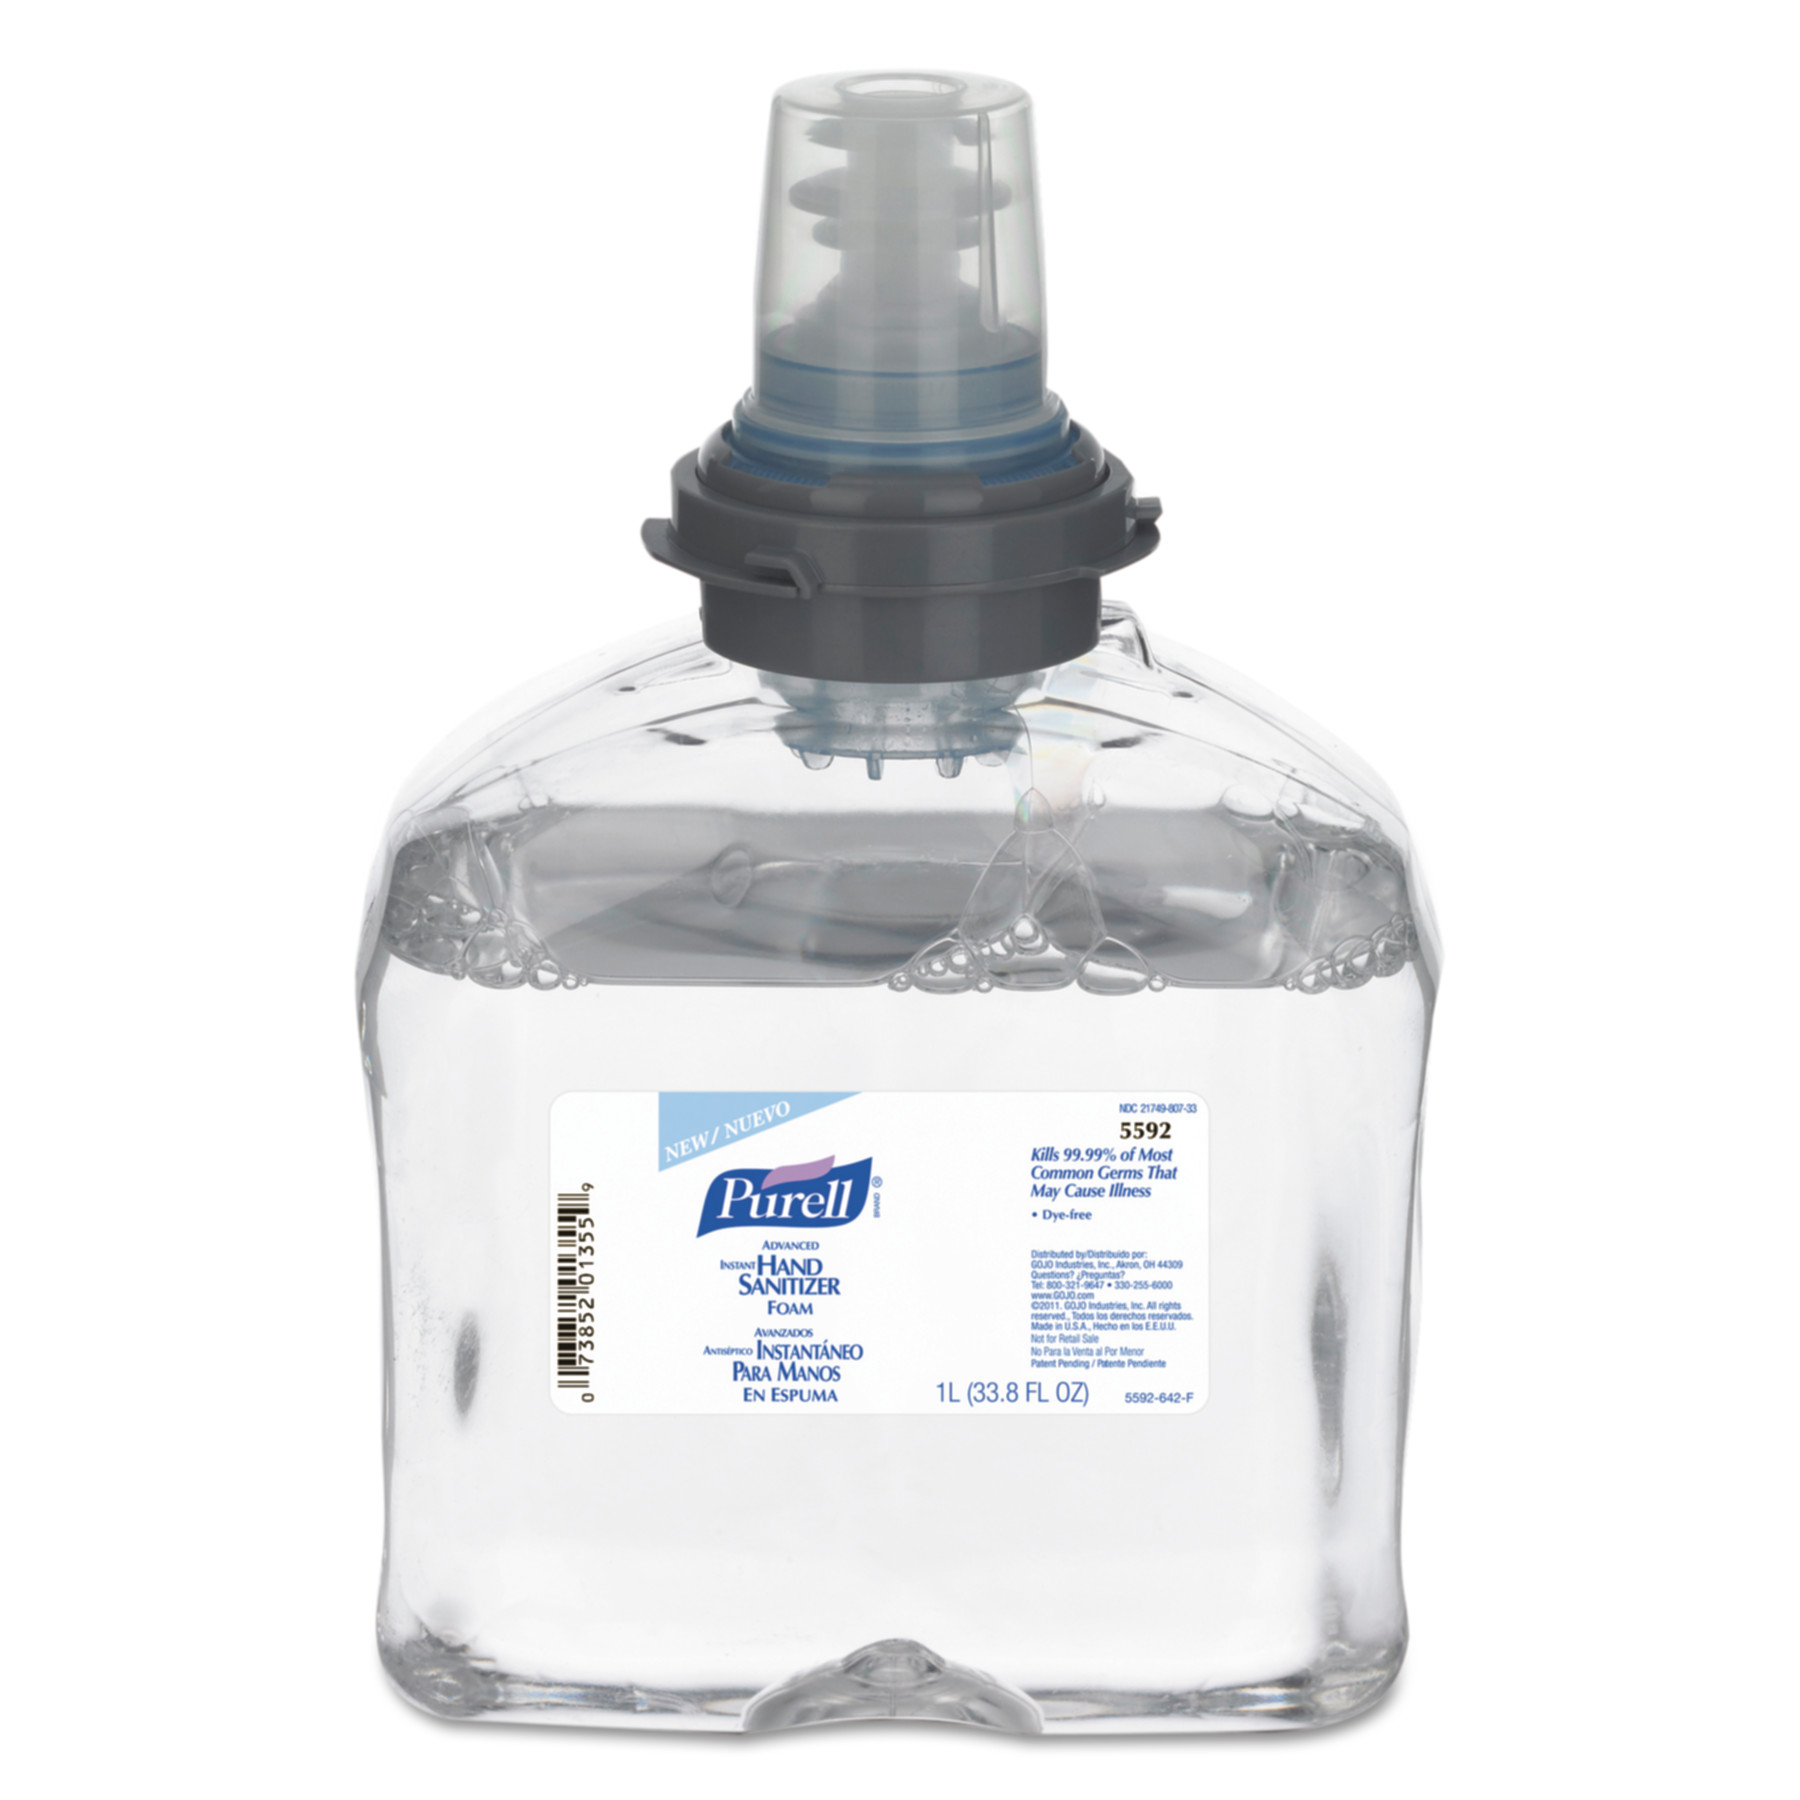 NEW / NUEVO
Purell
BRAND
®
ADVANCED
INSTANT HAND
SANITIZER
FOAM
AVANZADOS
ANTISÉPTICO INSTANTÁNEO
PARA MANOS
EN ESPUMA
0 73852 01355 9
NDC 21749-807-33
5592
Kills 99.99% of Most
Common Germs That
May Cause Illness
• Dye-free
Distributed by/Distribuido por:
GOJO Industries, Inc., Akron, OH 44309
Questions? ¿Preguntas?
Tel: 800-321-9647 • 330-255-6000
www.GOJO.com
©2011. GOJO Industries, Inc. All rights
reserved., Todos los derechos reservados.
Made in U.S.A., Hecho en los E.E.U.U.
Not for Retail Sale
No Para la Venta al Por Menor
Patent Pending / Patente Pendiente
1L (33.8 FL OZ)
5592-642-F